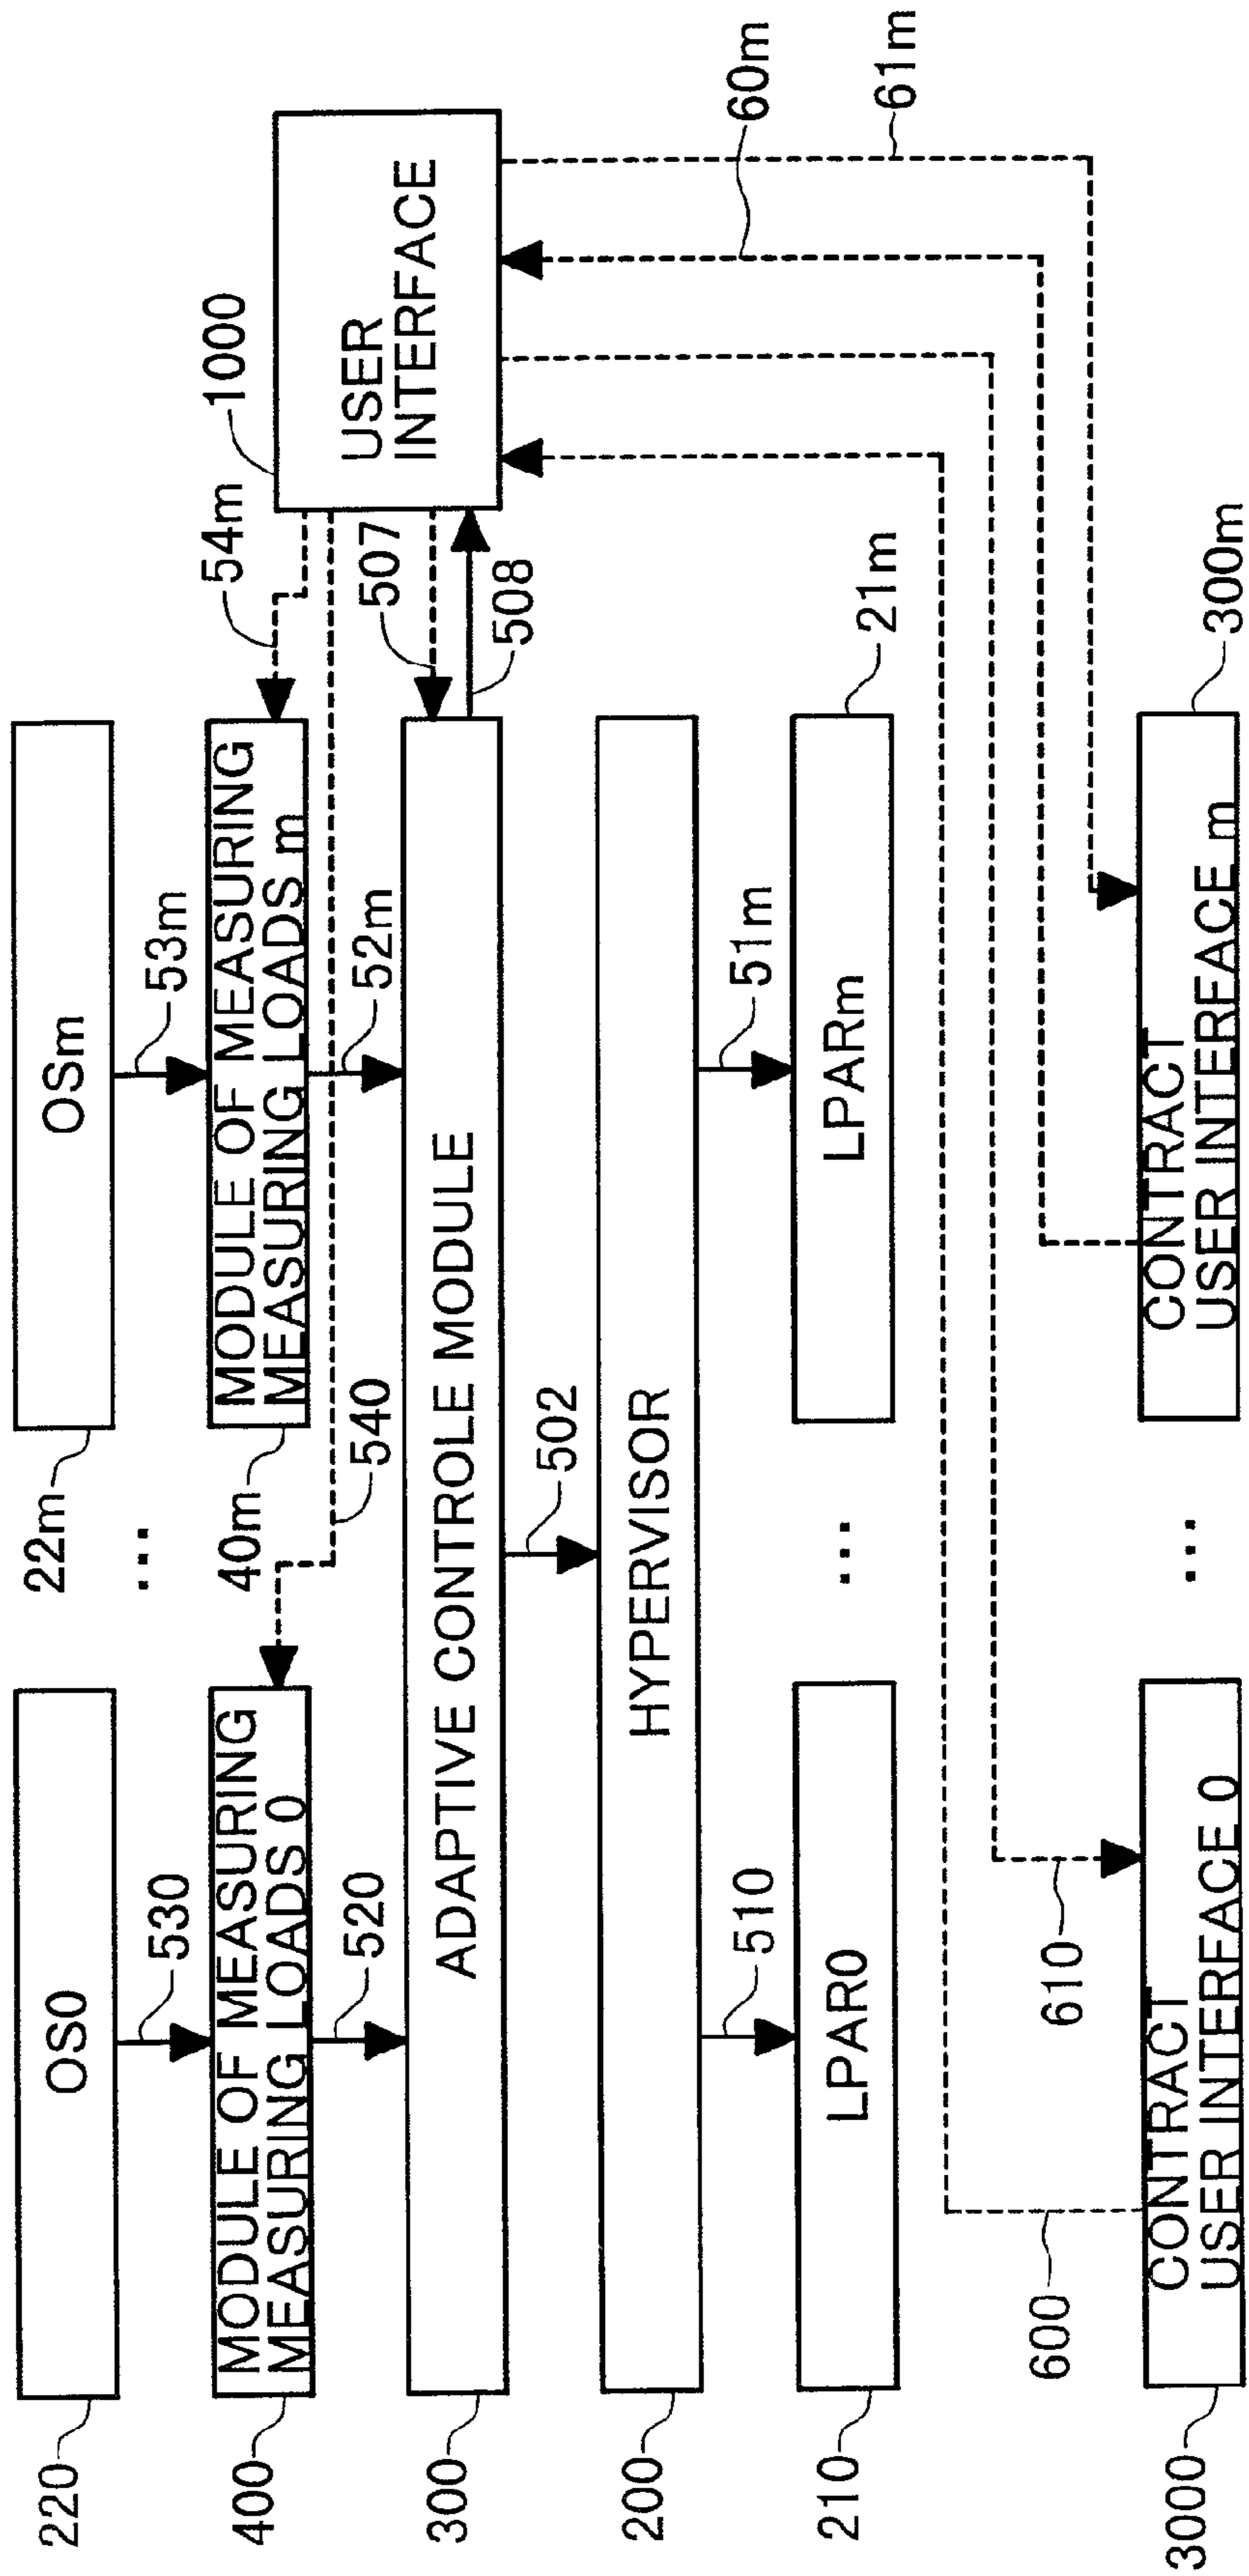 220
OS0
530
22m
OSm
53m
...
400
MODULE OF MEASURING
MEASURING LOADS 0
520
40m
MODULE OF MEASURING
MEASURING LOADS m
52m
540
54m
1000
USER
INTERFACE
507
508
300
ADAPTIVE CONTROLE MODULE
502
200
HYPERVISOR
510
51m
210
LPAR0
...
LPARm
21m
60m
61m
600
610
3000
CONTRACT
USER INTERFACE 0
...
CONTRACT
USER INTERFACE m
300m